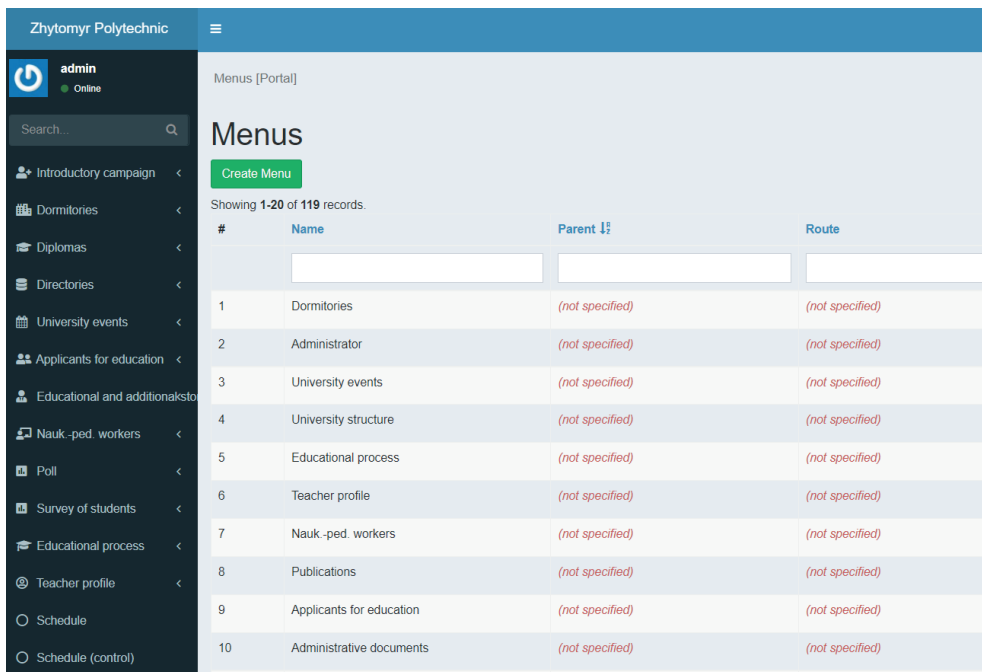 Zhytomyr Polytechnic
admin
Online
Search...
Introductory campaign
Dormitories
Diplomas
Directories
University events
Applicants for education
Educational and additionaksto
Nauk.-ped. workers
Poll
Survey of students
Educational process
Teacher profile
Schedule
Schedule (control)
Menus [Portal]
Menus
Create Menu
Showing 1-20 of 119 records.
# Name Parent Route
1 Dormitories (not specified) (not specified)
2 Administrator (not specified) (not specified)
3 University events (not specified) (not specified)
4 University structure (not specified) (not specified)
5 Educational process (not specified) (not specified)
6 Teacher profile (not specified) (not specified)
7 Nauk.-ped. workers (not specified) (not specified)
8 Publications (not specified) (not specified)
9 Applicants for education (not specified) (not specified)
10 Administrative documents (not specified) (not specified)